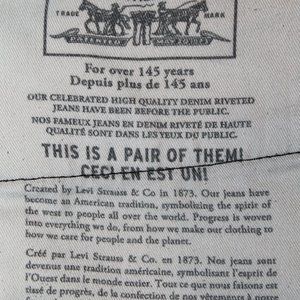 TRADE MARK
For over 145 years
Depuis plus de 145 ans
OUR CELEBRATED HIGH QUALITY DENIM RIVETED
JEANS HAVE BEEN BEFORE THE PUBLIC.
NOS FAMEUX JEANS EN DENIM RIVETÉ DE HAUTE
QUALITÉ SONT DANS LES YEUX DU PUBLIC.
THIS IS A PAIR OF THEM!
CECI EN EST UN!
Created by Levi Strauss & Co in 1873. Our jeans have
become an American tradition, symbolizing the spirit of
the west to people all over the world. Progress is woven
into everything we do, from how we make our clothing to
how we care for people and the planet.
Créé par Levi Strauss & Co. en 1873. Nos jeans sont
devenus une tradition américaine, symbolisant l'esprit de
l'Ouest dans le monde entier. Tout ce que nous faisons est
tissé de progrès, de la confection de nos vêtements à notre